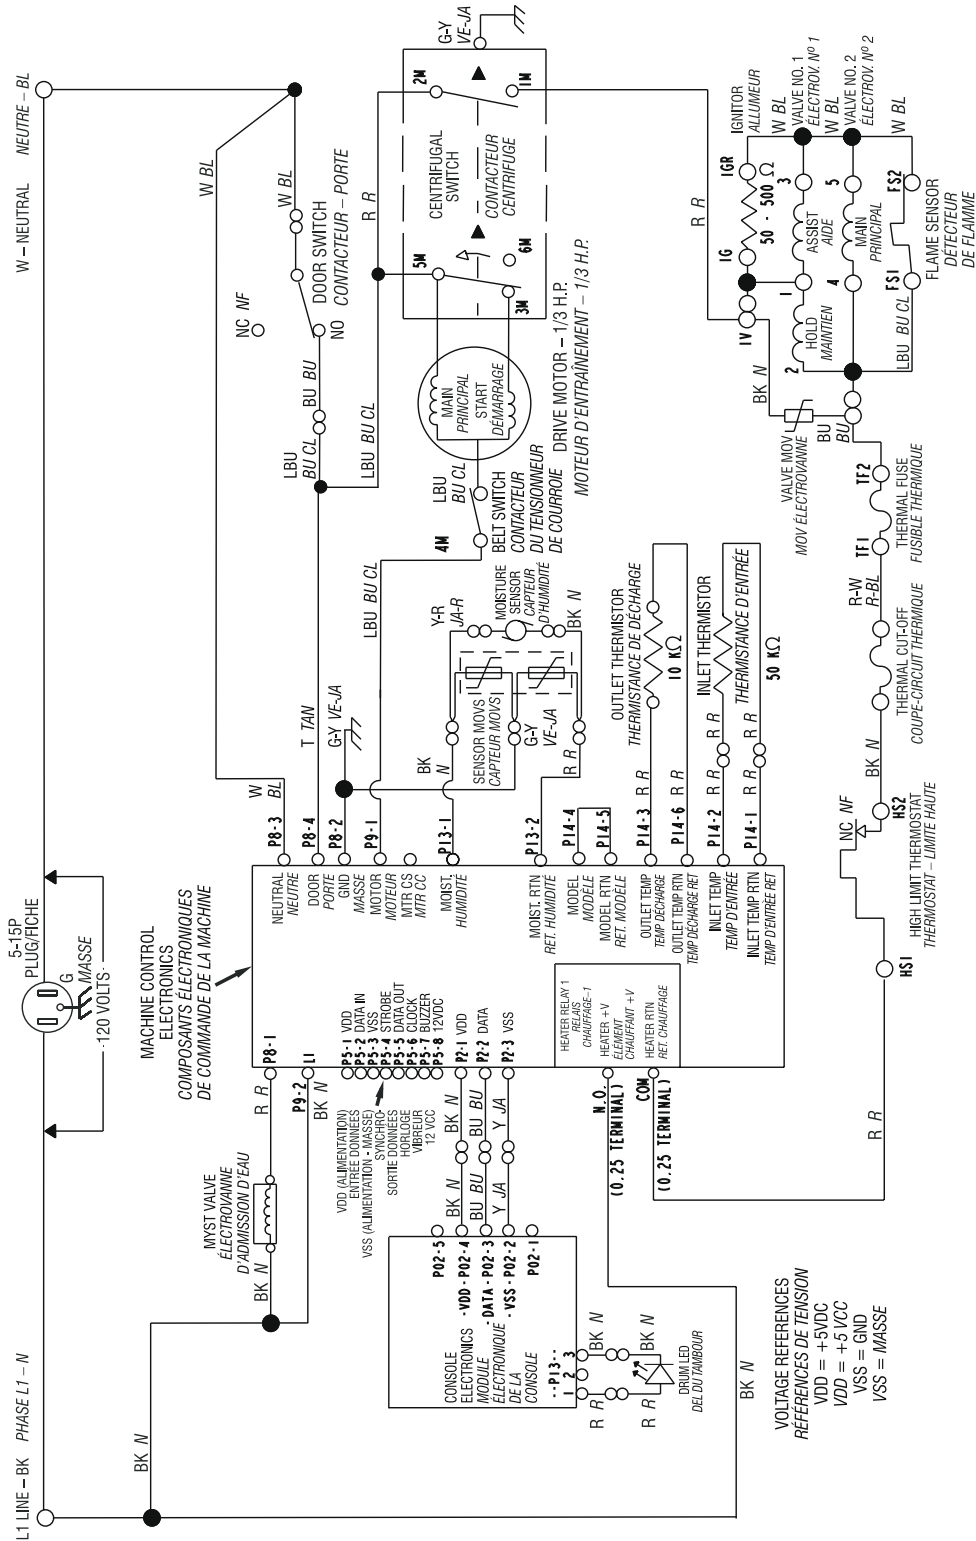 L1 LINE – BK PHASE L1 – N
5-15P
PLUG/FICHE
G
MASSE
120 VOLTS
W – NEUTRAL NEUTRE – BL
BK N
MYST VALVE
ÉLECTROVANNE
D'ADMISSION D'EAU
BK N
R R
P8-1
P9-2
L1
BK N
MACHINE CONTROL
ELECTRONICS
COMPOSANTS ÉLECTRONIQUES
DE COMMANDE DE LA MACHINE
P8-3
NEUTRAL
NEUTRE
W
BL
P8-4
DOOR
PORTE
T TAN
P8-2
GND
MASSE
G-Y VE-JA
P9-1
MOTOR
MOTEUR
LBU BU CL
MTR CS
MTR CC
P13-1
MOIST.
HUMIDITÉ
BK
N
P13-2
MOIST. RTN
RET. HUMIDITÉ
R R
P14-4
MODEL
MODÈLE
P14-5
MODEL RTN
RET. MODÈLE
P14-3
OUTLET TEMP
TEMP DÉCHARGE
R R
P14-6
OUTLET TEMP RTN
TEMP DÉCHARGE RET
R R
P14-2
INLET TEMP
TEMP D'ENTRÉE
R R
R R
P14-1
INLET TEMP RTN
TEMP D'ENTRÉE RET
R R
R R
W BL
W BL
DOOR SWITCH
CONTACTEUR – PORTE
NC NF
NO
BU BU
LBU
BU CL
LBU BU CL
R R
CENTRIFUGAL
SWITCH
CONTACTEUR
CENTRIFUGE
2M
1M
5M
6M
3M
G-Y
VE-JA
MAIN
PRINCIPAL
START
DÉMARRAGE
DRIVE MOTOR – 1/3 H.P.
MOTEUR D'ENTRAÎNEMENT – 1/3 H.P.
LBU
BU CL
4M
BELT SWITCH
CONTACTEUR
DU TENSIONNEUR
DE COURROIE
Y-R
JA-R
MOISTURE
SENSOR
CAPTEUR
D'HUMIDITÉ
BK N
SENSOR MOVS
CAPTEUR MOVS
G-Y
VE-JA
OUTLET THERMISTOR
THERMISTANCE DE DÉCHARGE
10 KΩ
INLET THERMISTOR
THERMISTANCE D'ENTRÉE
50 KΩ
P5-1 VDD
P5-2 DATA IN
P5-3 VSS
P5-4 STROBE
P5-5 DATA OUT
P5-6 CLOCK
P5-7 BUZZER
P5-8 12VDC
VDD (ALIMENTATION)
ENTRÉE DONNÉES
VSS (ALIMENTATION - MASSE)
SYNCHRO
SORTIE DONNÉES
HORLOGE
VIBREUR
12 VCC
P2-1 VDD
P2-2 DATA
P2-3 VSS
BK N
BU BU
Y JA
BK N
BU BU
Y JA
PO2-5
-VDD - PO2-4
-DATA - PO2-3
-VSS - PO2-2
PO2-1
CONSOLE
ELECTRONICS
MODULE
ÉLECTRONIQUE
DE LA
CONSOLE
--P13--
1 2 3
R R
R R
BK N
BK N
DRUM LED
DEL DU TAMBOUR
HEATER RELAY 1
RELAIS
CHAUFFAGE-1
HEATER +V
ÉLÉMENT
CHAUFFANT +V
HEATER RTN
RET. CHAUFFAGE
N.O.
(0.25 TERMINAL)
COM
(0.25 TERMINAL)
BK N
R R
HS1
NC NF
HS2
HIGH LIMIT THERMOSTAT
THERMOSTAT – LIMITE HAUTE
BK N
THERMAL CUT-OFF
COUPE-CIRCUIT THERMIQUE
R-W
R-BL
TF1
TF2
THERMAL FUSE
FUSIBLE THERMIQUE
VALVE MOV
MOV ÉLECTROVANNE
BU
BU
BK N
R R
IV
IG
IGR
IGNITOR
ALLUMEUR
50 - 500 Ω
W BL
VALVE NO. 1
ÉLECTROV. Nº 1
W BL
VALVE NO. 2
ÉLECTROV. Nº 2
W BL
2
HOLD
MAINTIEN
1
ASSIST
AIDE
3
4
MAIN
PRINCIPAL
5
LBU BU CL
FS1
FS2
FLAME SENSOR
DÉTECTEUR
DE FLAMME
VOLTAGE REFERENCES
RÉFÉRENCES DE TENSION
VDD = +5VDC
VDD = +5 VCC
VSS = GND
VSS = MASSE